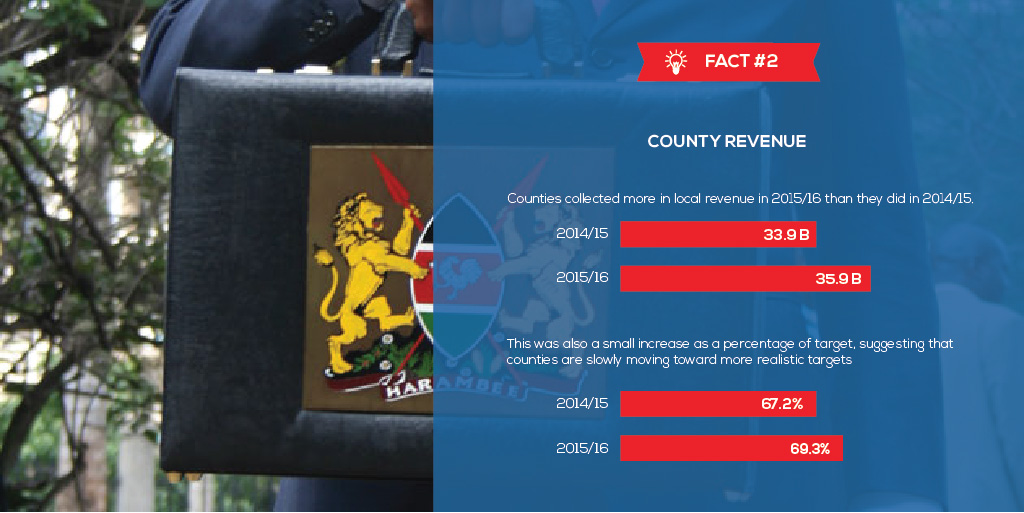 FACT #2
COUNTY REVENUE
Counties collected more in local revenue in 2015/16 than they did in 2014/15.
2014/15 33.9 B
2015/16 35.9 B
This was also a small increase as a percentage of target, suggesting that
counties are slowly moving toward more realistic targets
2014/15 67.2%
2015/16 69.3%
HARAMBEE